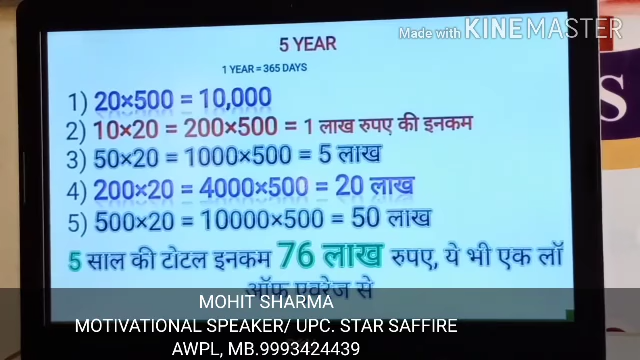 Made with KINEMASTER
5 YEAR
1 YEAR = 365 DAYS
1) 20×500 = 10,000
2) 10×20 = 200×500 = 1 लाख रुपए की इनकम
3) 50×20 = 1000×500 = 5 लाख
4) 200×20 = 4000×500 = 20 लाख
5) 500×20 = 10000×500 = 50 लाख
5 साल की टोटल इनकम 76 लाख रुपए, ये भी एक लॉ
ऑफ एवरेज से
S
MOHIT SHARMA
MOTIVATIONAL SPEAKER/ UPC. STAR SAFFIRE
AWPL, MB.9993424439